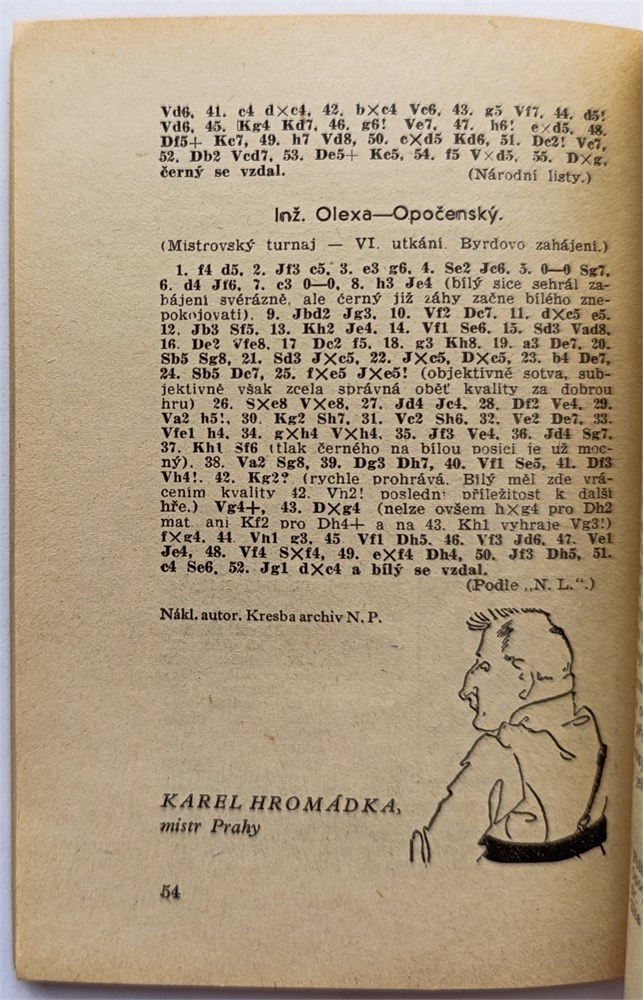 Vd6, 41. c4 d×c4, 42. b×c4 Vc6, 43. g5 Vf7, 44. d5!
Vd6, 45. Kg4 Kd7, 46. g6! Ve7, 47. h6! e×d5, 48.
Df5+ Kc7, 49. h7 Vd8, 50. c×d5 Kd6, 51. Dc2! Vc7,
52. Db2 Vcd7, 53. De5+ Kc5, 54. f5 V×d5, 55. D×g,
černý se vzdal. (Národní listy.)
Inž. Olexa—Opočenský.
(Mistrovský turnaj — VI. utkání. Byrdovo zahájení.)
1. f4 d5, 2. Jf3 c5, 3. e3 g6, 4. Se2 Jc6, 5. 0—0 Sg7,
6. d4 Jf6, 7. c3 0—0, 8. h3 Je4 (bílý sice sehrál za-
bájení svérázně, ale černý již záhy začne bílého zne-
pokojovati). 9. Jbd2 Jg3, 10. Vf2 Dc7, 11. d×c5 e5,
12. Jb3 Sf5, 13. Kh2 Je4, 14. Vf1 Se6, 15. Sd3 Vad8,
16. De2 Vfe8, 17 Dc2 f5, 18. g3 Kh8, 19. a3 De7, 20.
Sb5 Sg8, 21. Sd3 J×c5, 22. J×c5, D×c5, 23. b4 De7,
24. Sb5 Dc7, 25. f×e5 J×e5! (objektivně sotva, sub-
jektivně však zcela správná oběť kvality za dobrou
hru) 26. S×e8 V×e8, 27. Jd4 Jc4, 28. Df2 Ve4, 29.
Va2 h5!, 30. Kg2 Sh7, 31. Vc2 Sh6, 32. Ve2 De7, 33.
Vfe1 h4, 34. g×h4 V×h4, 35. Jf3 Ve4, 36. Jd4 Sg7,
37. Kh1 Sf6 (tlak černého na bílou posici je už moc-
ný). 38. Va2 Sg8, 39. Dg3 Dh7, 40. Vf1 Se5, 41. Df3
Vh4!. 42. Kg2? (rychle prohrává. Bílý měl zde vrá-
cením kvality 42. Vh2! poslední příležitost k další
hře.) Vg4+, 43. D×g4 (nelze ovšem h×g4 pro Dh2
mat ani Kf2 pro Dh4+ a na 43. Kh1 vyhraje Vg3!)
f×g4. 44. Vh1 g3, 45 Vf1 Dh5. 46. Vf3 Jd6, 47. Ve1
Je4, 48. Vf4 S×f4, 49. e×f4 Dh4, 50. Jf3 Dh5, 51.
c4 Se6, 52. Jg1 d×c4 a bílý se vzdal.
(Podle „N. L.“.)
Nákl. autor. Kresba archiv N. P.
KAREL HROMÁDKA,
mistr Prahy
54